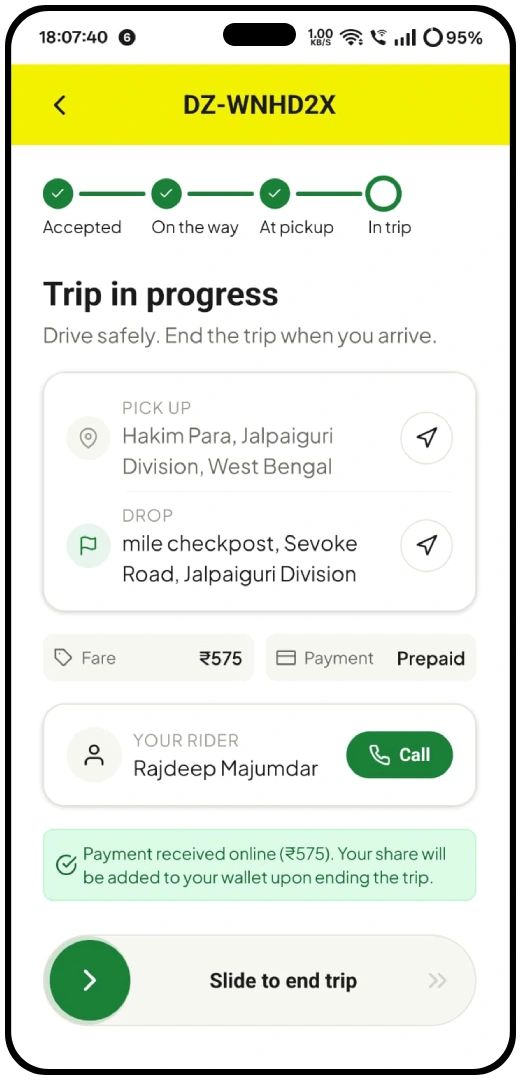 18:07:40 6 1.00 KB/S 95%
DZ-WNHD2X
Accepted On the way At pickup In trip
Trip in progress
Drive safely. End the trip when you arrive.
PICK UP
Hakim Para, Jalpaiguri
Division, West Bengal
DROP
mile checkpost, Sevoke
Road, Jalpaiguri Division
Fare ₹575 Payment Prepaid
YOUR RIDER
Rajdeep Majumdar
Call
Payment received online (₹575). Your share will
be added to your wallet upon ending the trip.
Slide to end trip